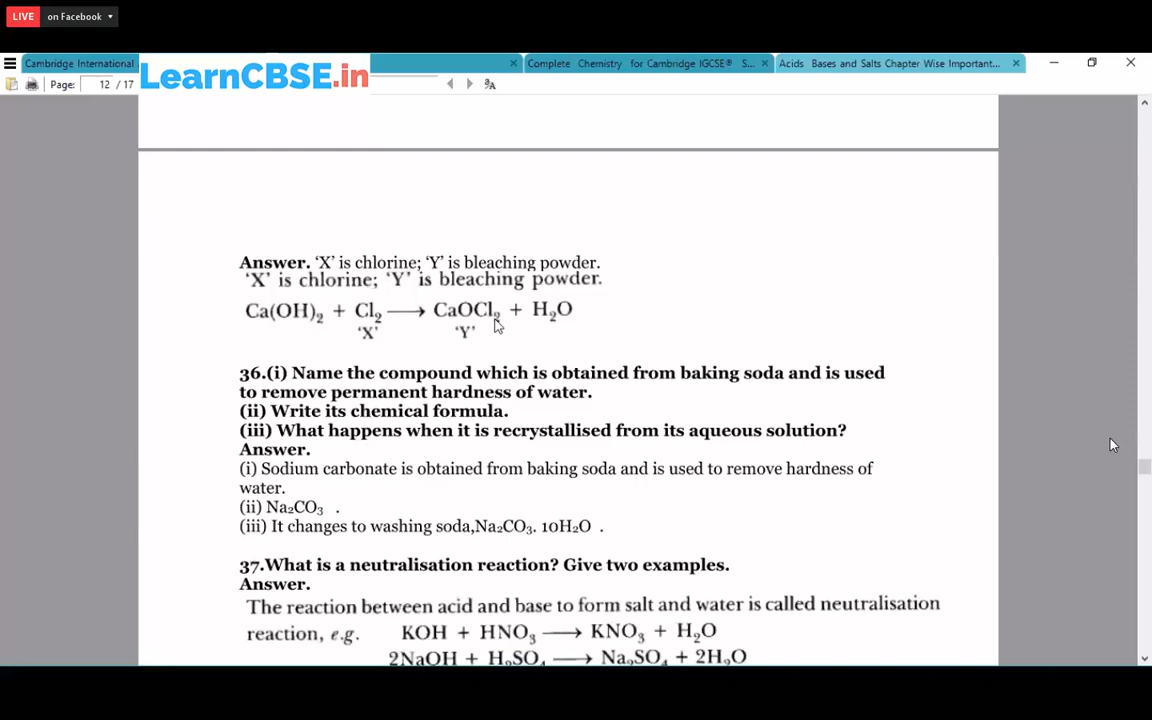 LIVE on Facebook
Cambridge International
Complete Chemistry for Cambridge IGCSE® S...
Acids Bases and Salts Chapter Wise Important...
LearnCBSE.in
Page: 12 / 17
Answer. ‘X’ is chlorine; ‘Y’ is bleaching powder.
‘X’ is chlorine; ‘Y’ is bleaching powder.
Ca(OH)₂ + Cl₂ ⟶ CaOCl₂ + H₂O
‘X’ ‘Y’
36.(i) Name the compound which is obtained from baking soda and is used
to remove permanent hardness of water.
(ii) Write its chemical formula.
(iii) What happens when it is recrystallised from its aqueous solution?
Answer.
(i) Sodium carbonate is obtained from baking soda and is used to remove hardness of
water.
(ii) Na₂CO₃ .
(iii) It changes to washing soda,Na₂CO₃. 10H₂O .
37.What is a neutralisation reaction? Give two examples.
Answer.
The reaction between acid and base to form salt and water is called neutralisation
reaction, e.g. KOH + HNO₃ ⟶ KNO₃ + H₂O
2NaOH + H₂SO₄ ⟶ Na₂SO₄ + 2H₂O